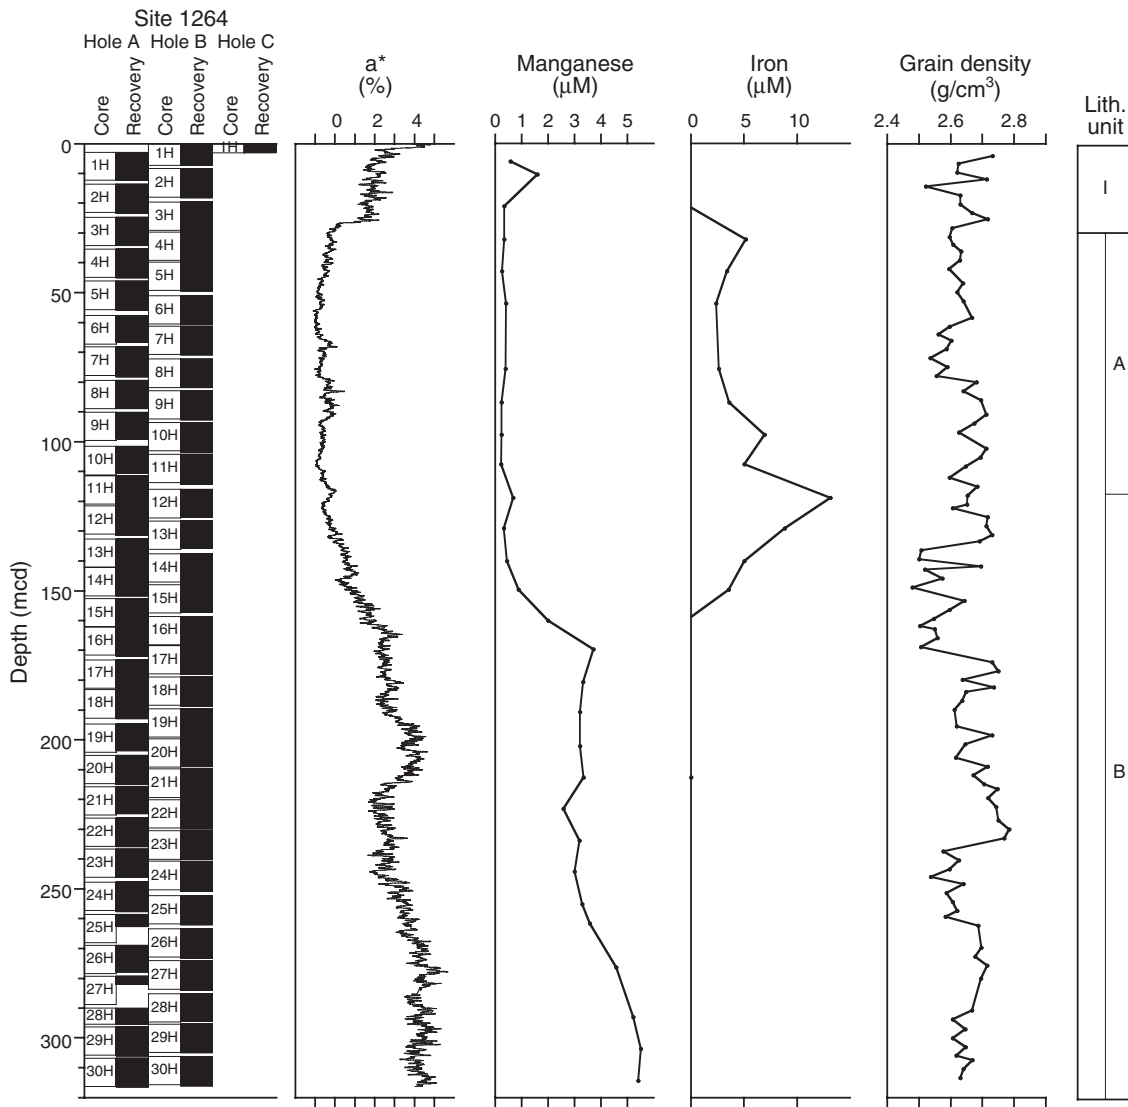 Site 1264
Hole A Hole B Hole C
Core Recovery Core Recovery Core Recovery
a* (%)
Manganese (μM)
Iron (μM)
Grain density (g/cm³)
Lith. unit
0 2 4
0 1 2 3 4 5
0 5 10
2.4 2.6 2.8
Depth (mcd)
0
50
100
150
200
250
300
1H
2H
3H
4H
5H
6H
7H
8H
9H
10H
11H
12H
13H
14H
15H
16H
17H
18H
19H
20H
21H
22H
23H
24H
25H
26H
27H
28H
29H
30H
1H
2H
3H
4H
5H
6H
7H
8H
9H
10H
11H
12H
13H
14H
15H
16H
17H
18H
19H
20H
21H
22H
23H
24H
25H
26H
27H
28H
29H
30H
1H
I
A
B